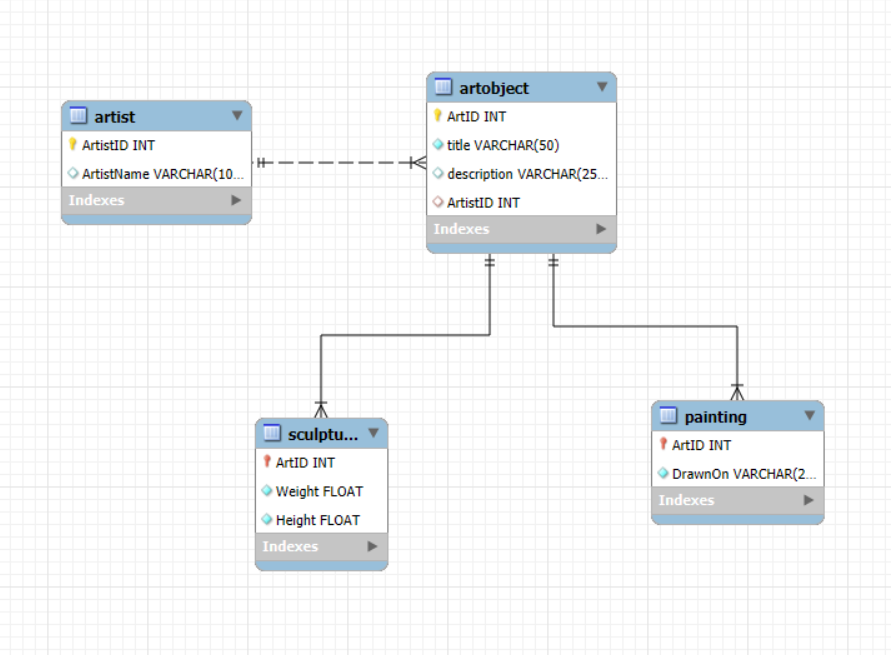 artist
ArtistID INT
ArtistName VARCHAR(10...
Indexes
artobject
ArtID INT
title VARCHAR(50)
description VARCHAR(25...
ArtistID INT
Indexes
sculptu...
ArtID INT
Weight FLOAT
Height FLOAT
Indexes
painting
ArtID INT
DrawnOn VARCHAR(2...
Indexes